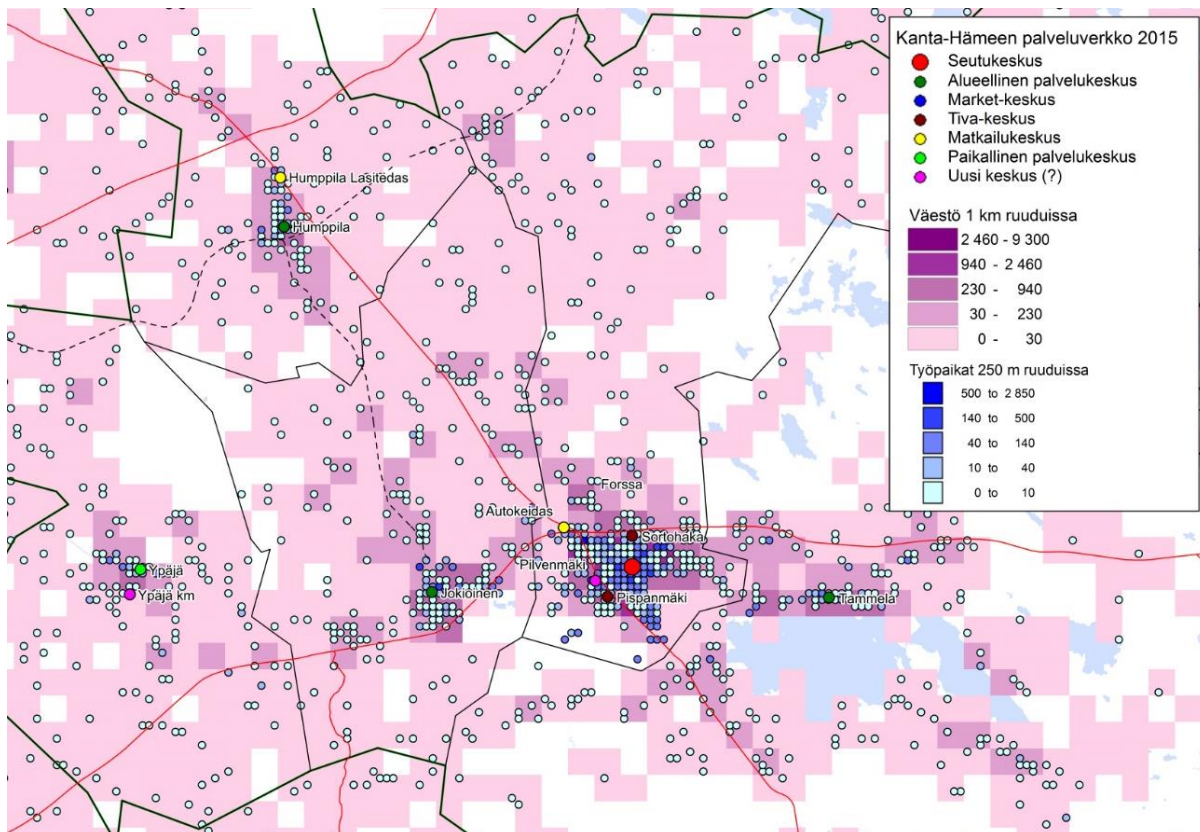 Kanta-Hämeen palveluverkko 2015
Seutukeskus
Alueellinen palvelukeskus
Market-keskus
Tiva-keskus
Matkailukeskus
Paikallinen palvelukeskus
Uusi keskus (?)
Väestö 1 km ruuduissa
2 460 - 9 300
940 - 2 460
230 - 940
30 - 230
0 - 30
Työpaikat 250 m ruuduissa
500 to 2 850
140 to 500
40 to 140
10 to 40
0 to 10
Humppila Lasitedas
Humppila
Forssa
Autokeidas
Sortohaka
Pilvenmäki
Ypäjä
Ypäjä km
Jokioinen
Pispanmäki
Tammela